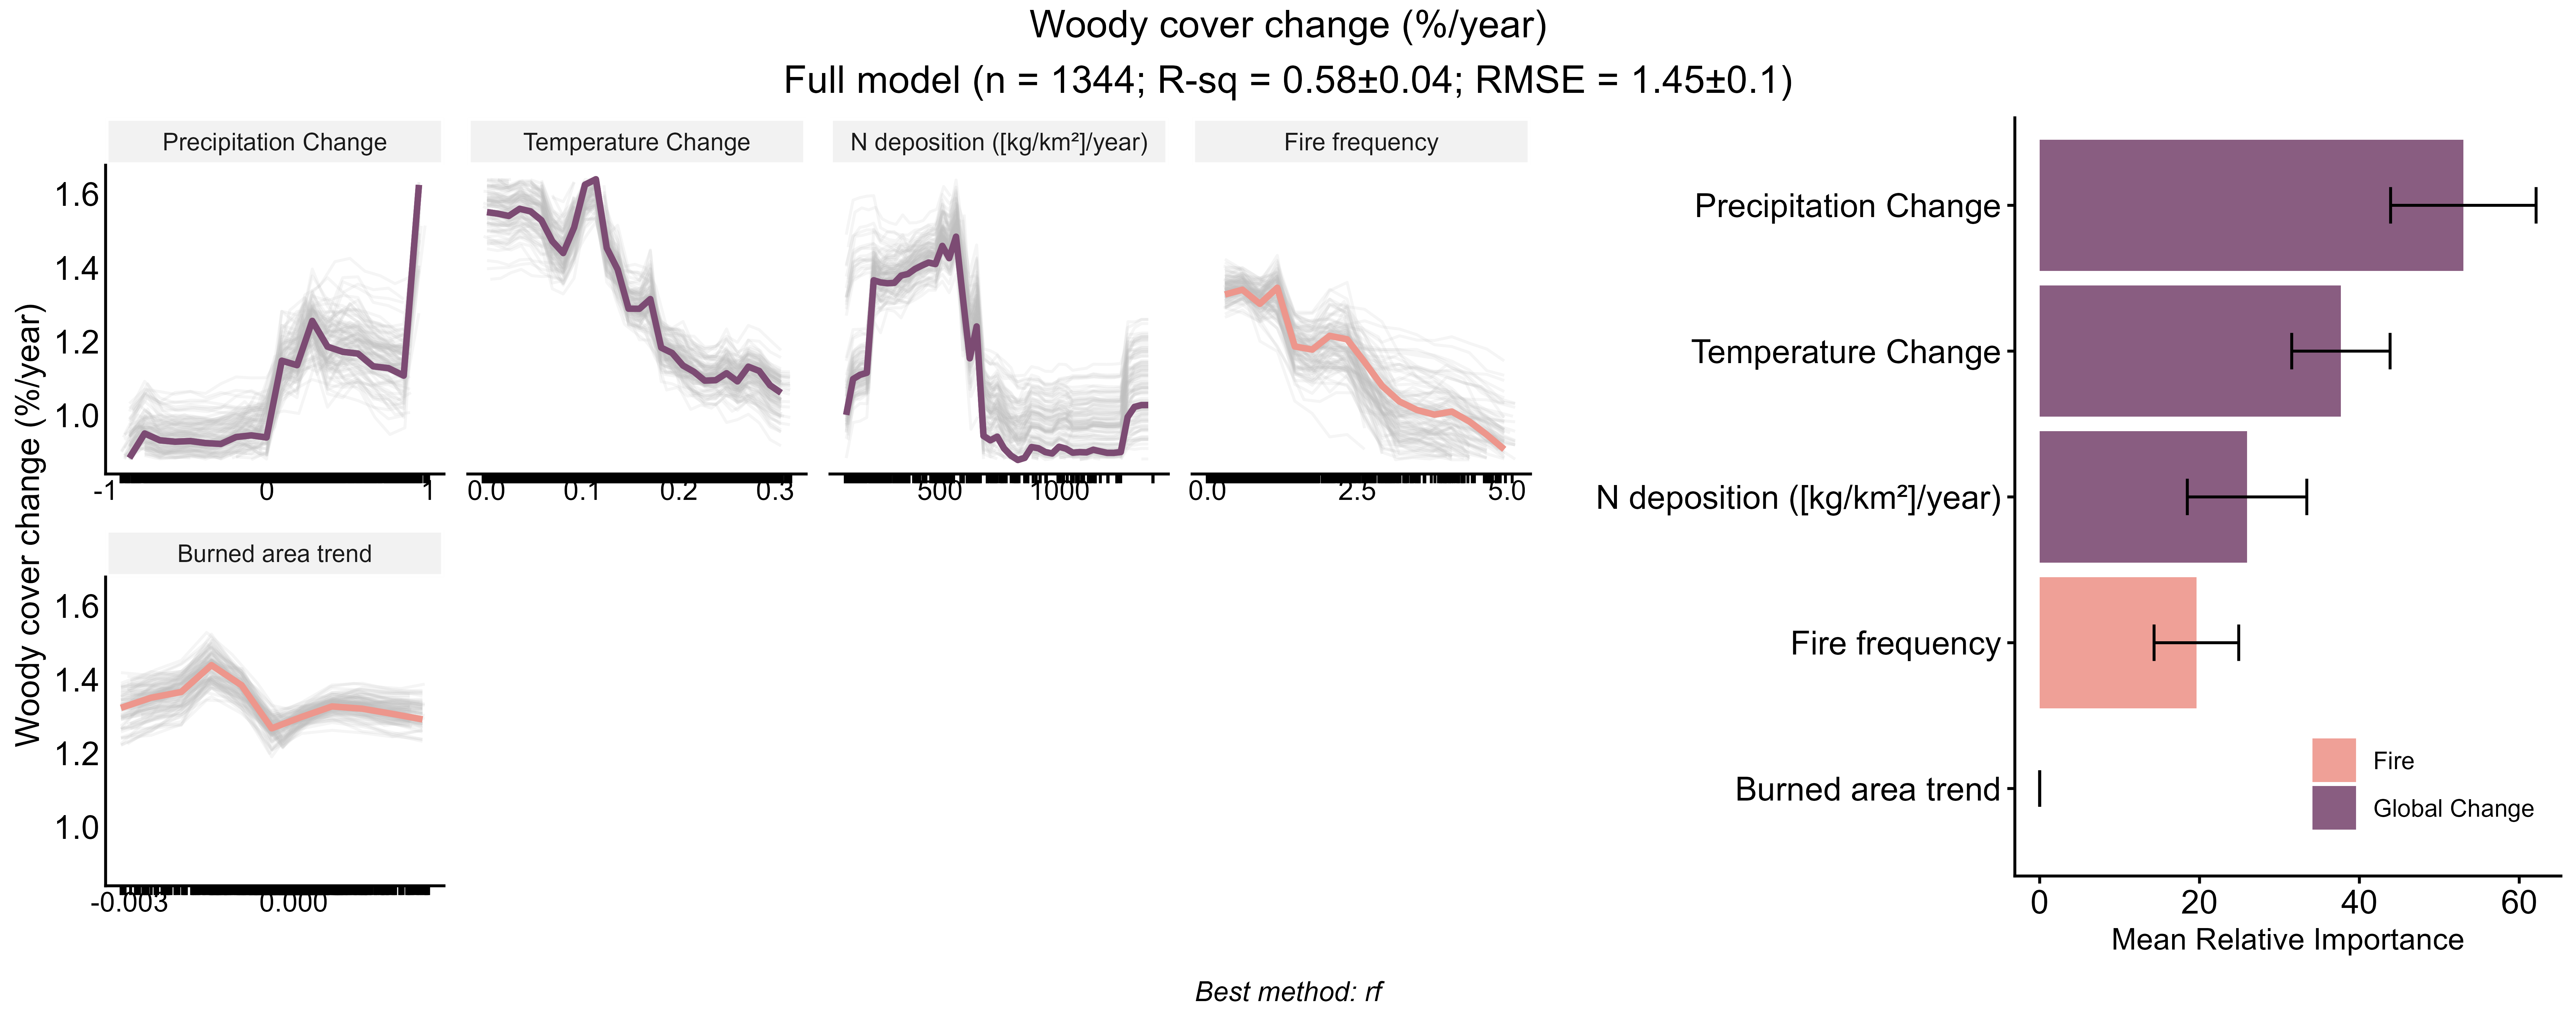 Woody cover change (%/year)
Full model (n = 1344; R-sq = 0.58±0.04; RMSE = 1.45±0.1)
Woody cover change (%/year)
Precipitation Change
1.6
1.4
1.2
1.0
-1 0 1
Temperature Change
0.0 0.1 0.2 0.3
N deposition ([kg/km²]/year)
500 1000
Fire frequency
0.0 2.5 5.0
Burned area trend
1.6
1.4
1.2
1.0
-0.003 0.000
Precipitation Change
Temperature Change
N deposition ([kg/km²]/year)
Fire frequency
Burned area trend
Fire
Global Change
0 20 40 60
Mean Relative Importance
Best method: rf